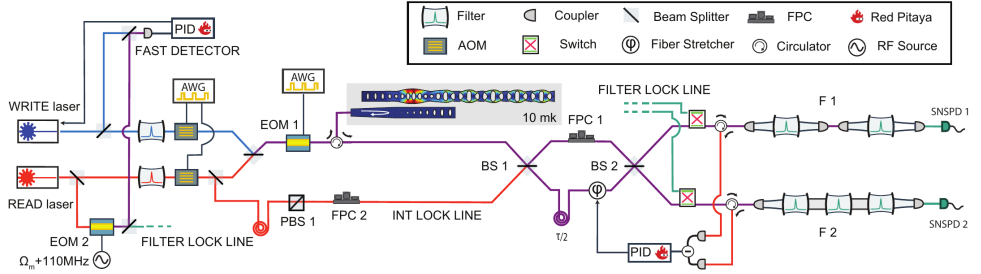 Filter
Coupler
Beam Splitter
FPC
Red Pitaya
AOM
Switch
Fiber Stretcher
Circulator
RF Source
φ
PID
FAST DETECTOR
AWG
AWG
WRITE laser
EOM 1
10 mk
FILTER LOCK LINE
F 1
SNSPD 1
FPC 1
BS 1
BS 2
READ laser
PBS 1
FPC 2
INT LOCK LINE
φ
τ/2
F 2
SNSPD 2
EOM 2
FILTER LOCK LINE
PID
−
Ωm+110MHz